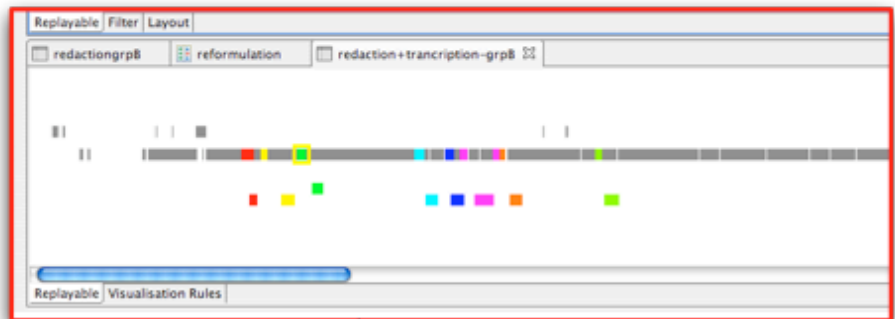 Replayable Filter Layout
redactiongrpB reformulation redaction+trancription-grpB
Replayable Visualisation Rules